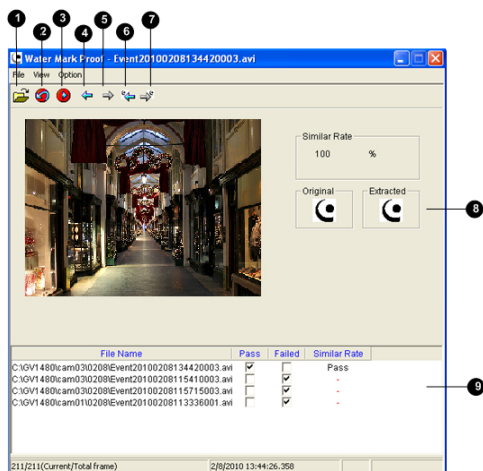 1 2 3 4 5 6 7
Water Mark Proof - Event20100208134420003.avi
File View Option
Similar Rate
100 %
Original Extracted
8
File Name Pass Failed Similar Rate
C:\GV1480\cam03\0208\Event20100208134420003.avi Pass
C:\GV1480\cam03\0208\Event20100208115410003.avi -
C:\GV1480\cam03\0208\Event20100208115715003.avi -
C:\GV1480\cam01\0208\Event20100208113336001.avi -
9
211/211(Current/Total frame) 2/8/2010 13:44:26.358